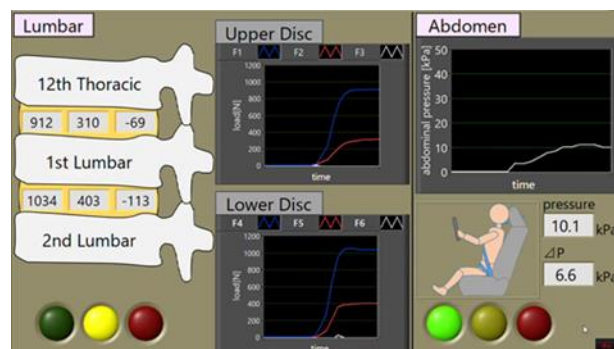 Lumbar
12th Thoracic
912 310 -69
1st Lumbar
1034 403 -113
2nd Lumbar
Upper Disc
F1 F2 F3
load[N]
1200
1000
800
600
400
200
0
time
Lower Disc
F4 F5 F6
load[N]
1200
1000
800
600
400
200
0
time
Abdomen
abdominal pressure [kPa]
50
40
30
20
10
0
time
pressure
10.1 kPa
⊿P
6.6 kPa